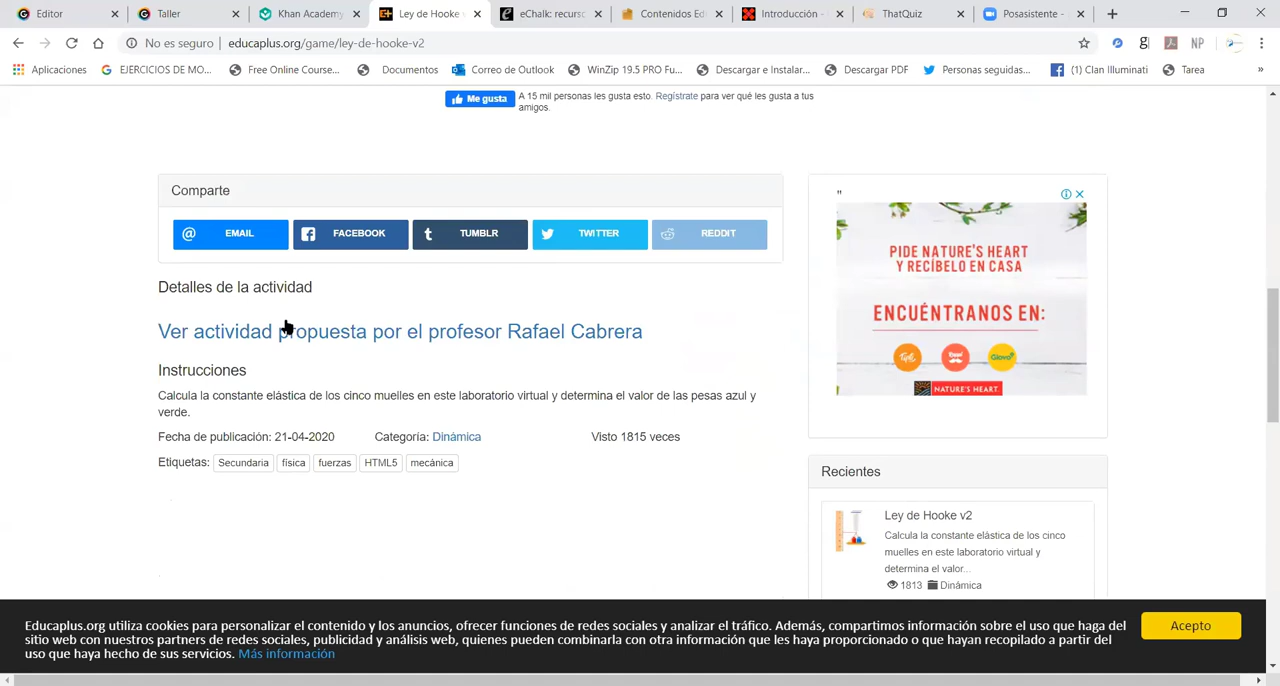 Editor
Taller
Khan Academy
Ley de Hooke v
eChalk: recurso
Contenidos Ed
Introducción -
ThatQuiz
Posasistente -
No es seguro
educaplus.org/game/ley-de-hooke-v2
Aplicaciones
EJERCICIOS DE MO...
Free Online Course...
Documentos
Correo de Outlook
WinZip 19.5 PRO Fu...
Descargar e Instalar...
Descargar PDF
Personas seguidas...
(1) Clan Illuminati
Tarea
»
Me gusta
A 15 mil personas les gusta esto. Regístrate para ver qué les gusta a tus
amigos.
Comparte
@ EMAIL
FACEBOOK
TUMBLR
TWITTER
REDDIT
Detalles de la actividad
Ver actividad propuesta por el profesor Rafael Cabrera
Instrucciones
Calcula la constante elástica de los cinco muelles en este laboratorio virtual y determina el valor de las pesas azul y
verde.
Fecha de publicación: 21-04-2020 Categoría: Dinámica Visto 1815 veces
Etiquetas: Secundaria física fuerzas HTML5 mecánica
"
PIDE NATURE'S HEART
Y RECÍBELO EN CASA
ENCUÉNTRANOS EN:
Glovo
NATURE'S HEART
Recientes
Ley de Hooke v2
Calcula la constante elástica de los cinco
muelles en este laboratorio virtual y
determina el valor...
1813 Dinámica
Educaplus.org utiliza cookies para personalizar el contenido y los anuncios, ofrecer funciones de redes sociales y analizar el tráfico. Además, compartimos información sobre el uso que haga del
sitio web con nuestros partners de redes sociales, publicidad y análisis web, quienes pueden combinarla con otra información que les haya proporcionado o que hayan recopilado a partir del
uso que haya hecho de sus servicios. Más información
Acepto